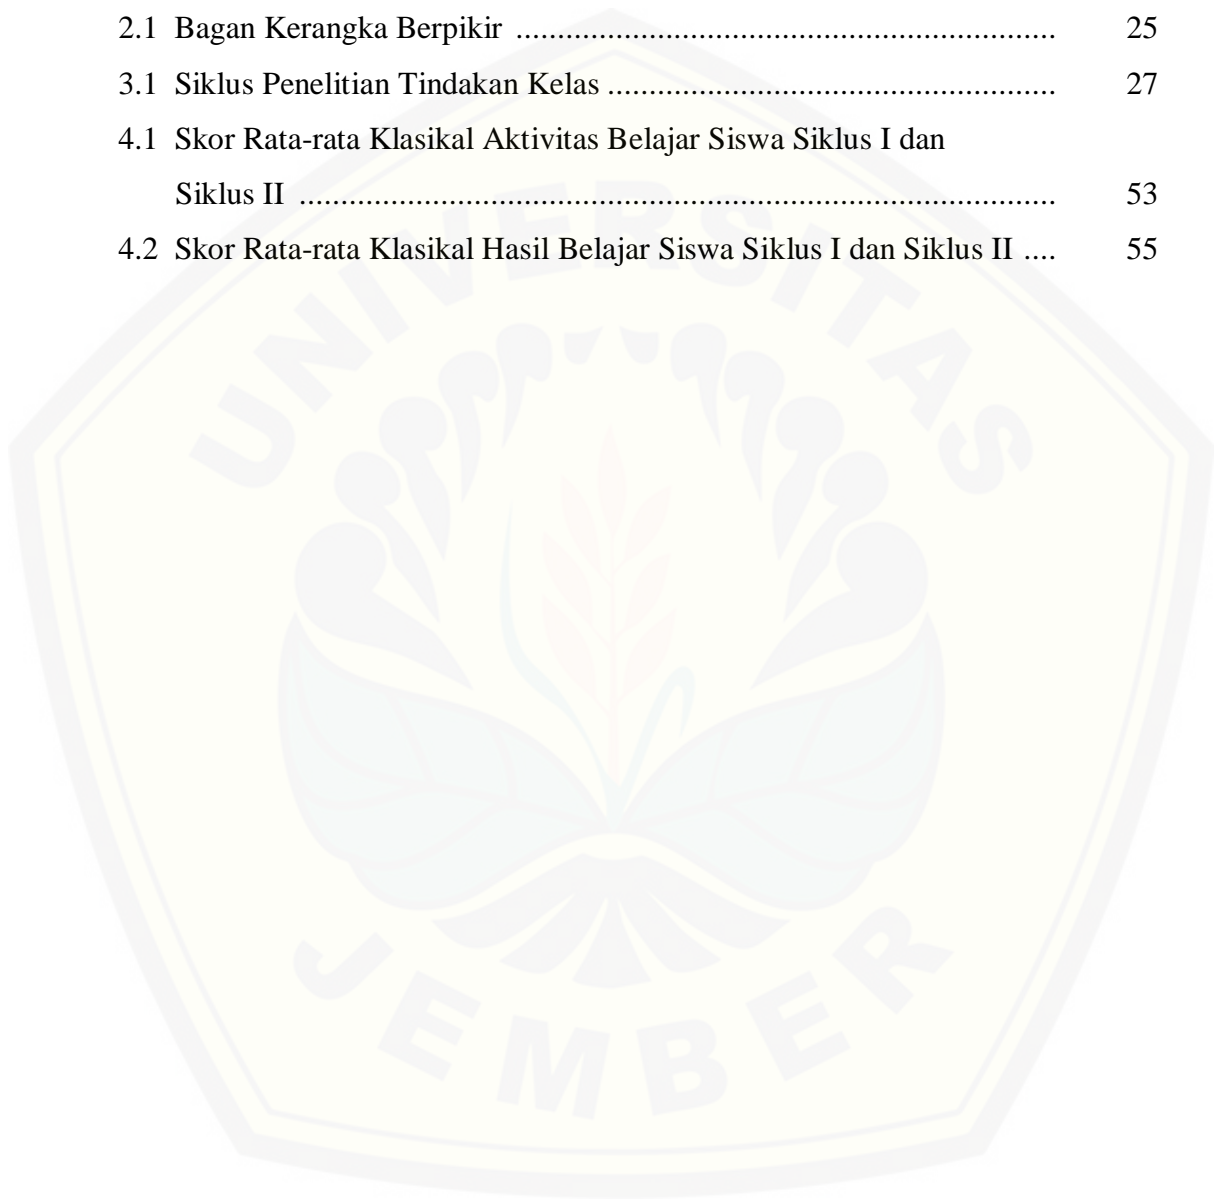 2.1 Bagan Kerangka Berpikir ................................................................. 25
3.1 Siklus Penelitian Tindakan Kelas ...................................................... 27
4.1 Skor Rata-rata Klasikal Aktivitas Belajar Siswa Siklus I dan
Siklus II ........................................................................................... 53
4.2 Skor Rata-rata Klasikal Hasil Belajar Siswa Siklus I dan Siklus II .... 55
UNIVERSITAS
JEMBER